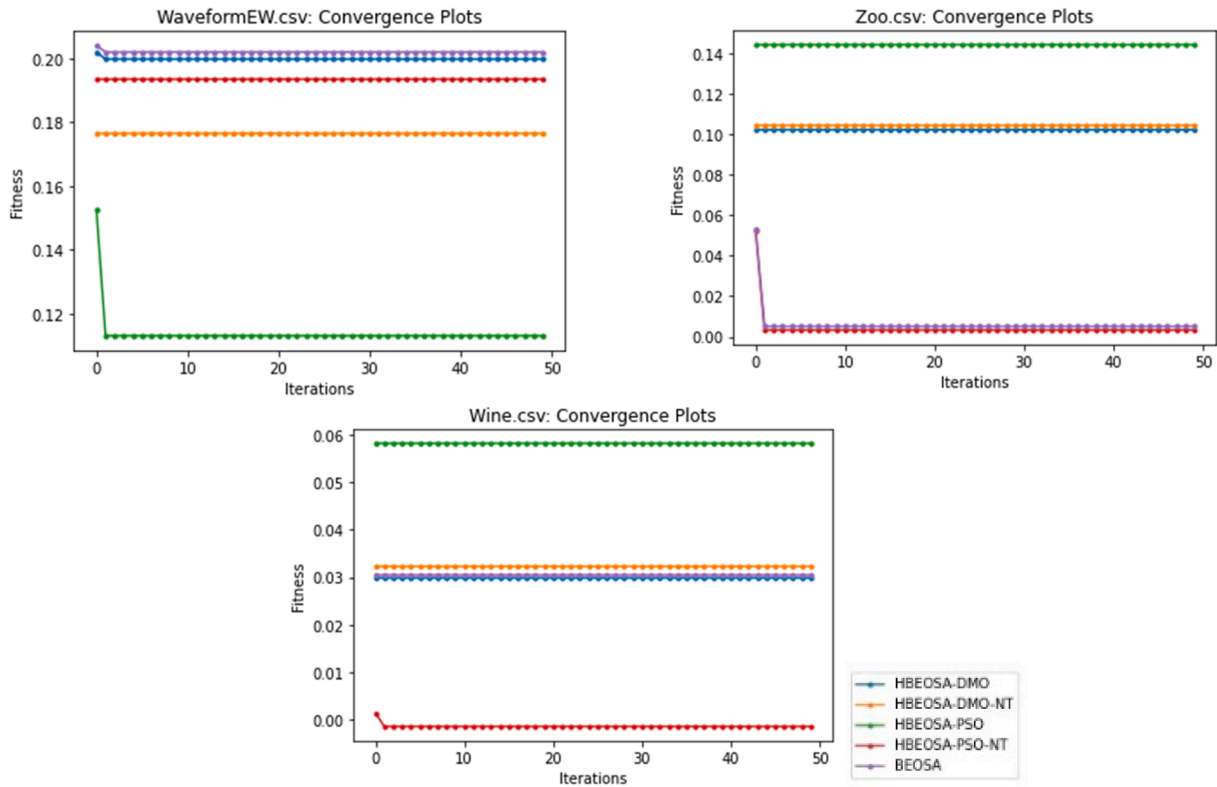 WaveformEW.csv: Convergence Plots
0.20
0.18
0.16
0.14
0.12
Fitness
0 10 20 30 40 50
Iterations
Zoo.csv: Convergence Plots
0.14
0.12
0.10
0.08
0.06
0.04
0.02
0.00
Fitness
0 10 20 30 40 50
Iterations
Wine.csv: Convergence Plots
0.06
0.05
0.04
0.03
0.02
0.01
0.00
Fitness
0 10 20 30 40 50
Iterations
HBEOSA-DMO
HBEOSA-DMO-NT
HBEOSA-PSO
HBEOSA-PSO-NT
BEOSA